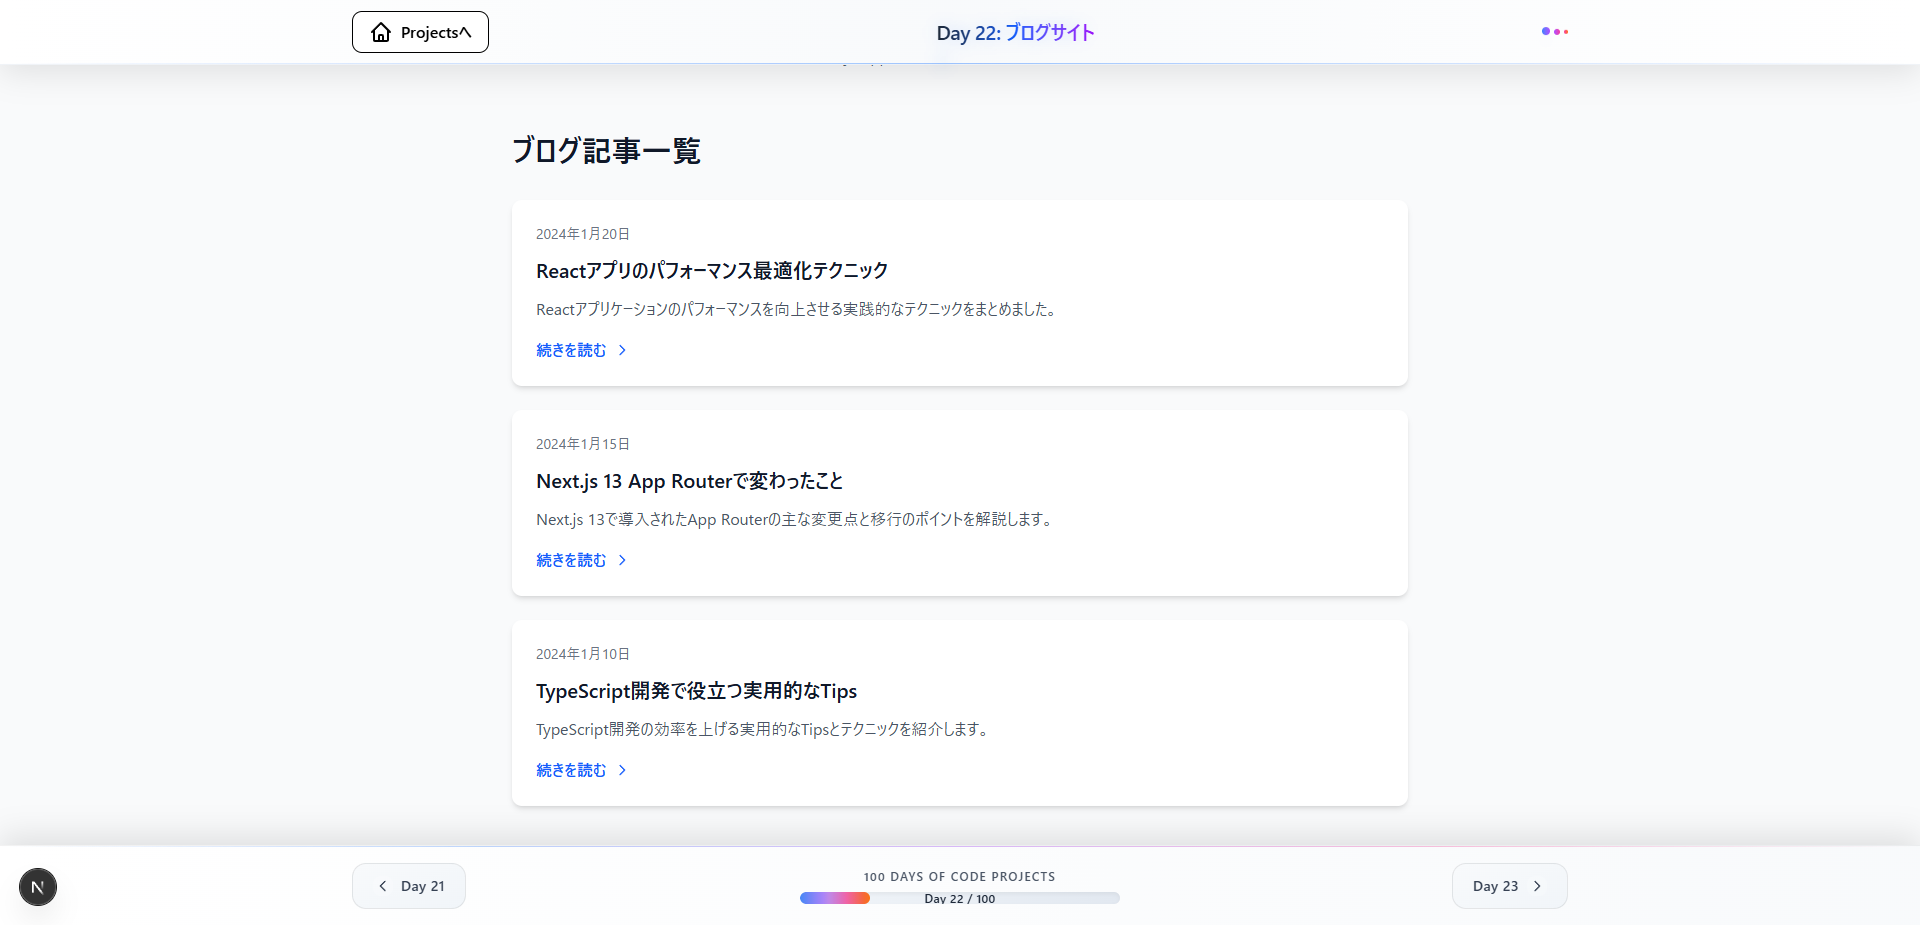 Projectsへ
Day 22: ブログサイト
ブログ記事一覧
2024年1月20日
Reactアプリのパフォーマンス最適化テクニック
Reactアプリケーションのパフォーマンスを向上させる実践的なテクニックをまとめました。
続きを読む
2024年1月15日
Next.js 13 App Routerで変わったこと
Next.js 13で導入されたApp Routerの主な変更点と移行のポイントを解説します。
続きを読む
2024年1月10日
TypeScript開発で役立つ実用的なTips
TypeScript開発の効率を上げる実用的なTipsとテクニックを紹介します。
続きを読む
N
Day 21
100 DAYS OF CODE PROJECTS
Day 22 / 100
Day 23